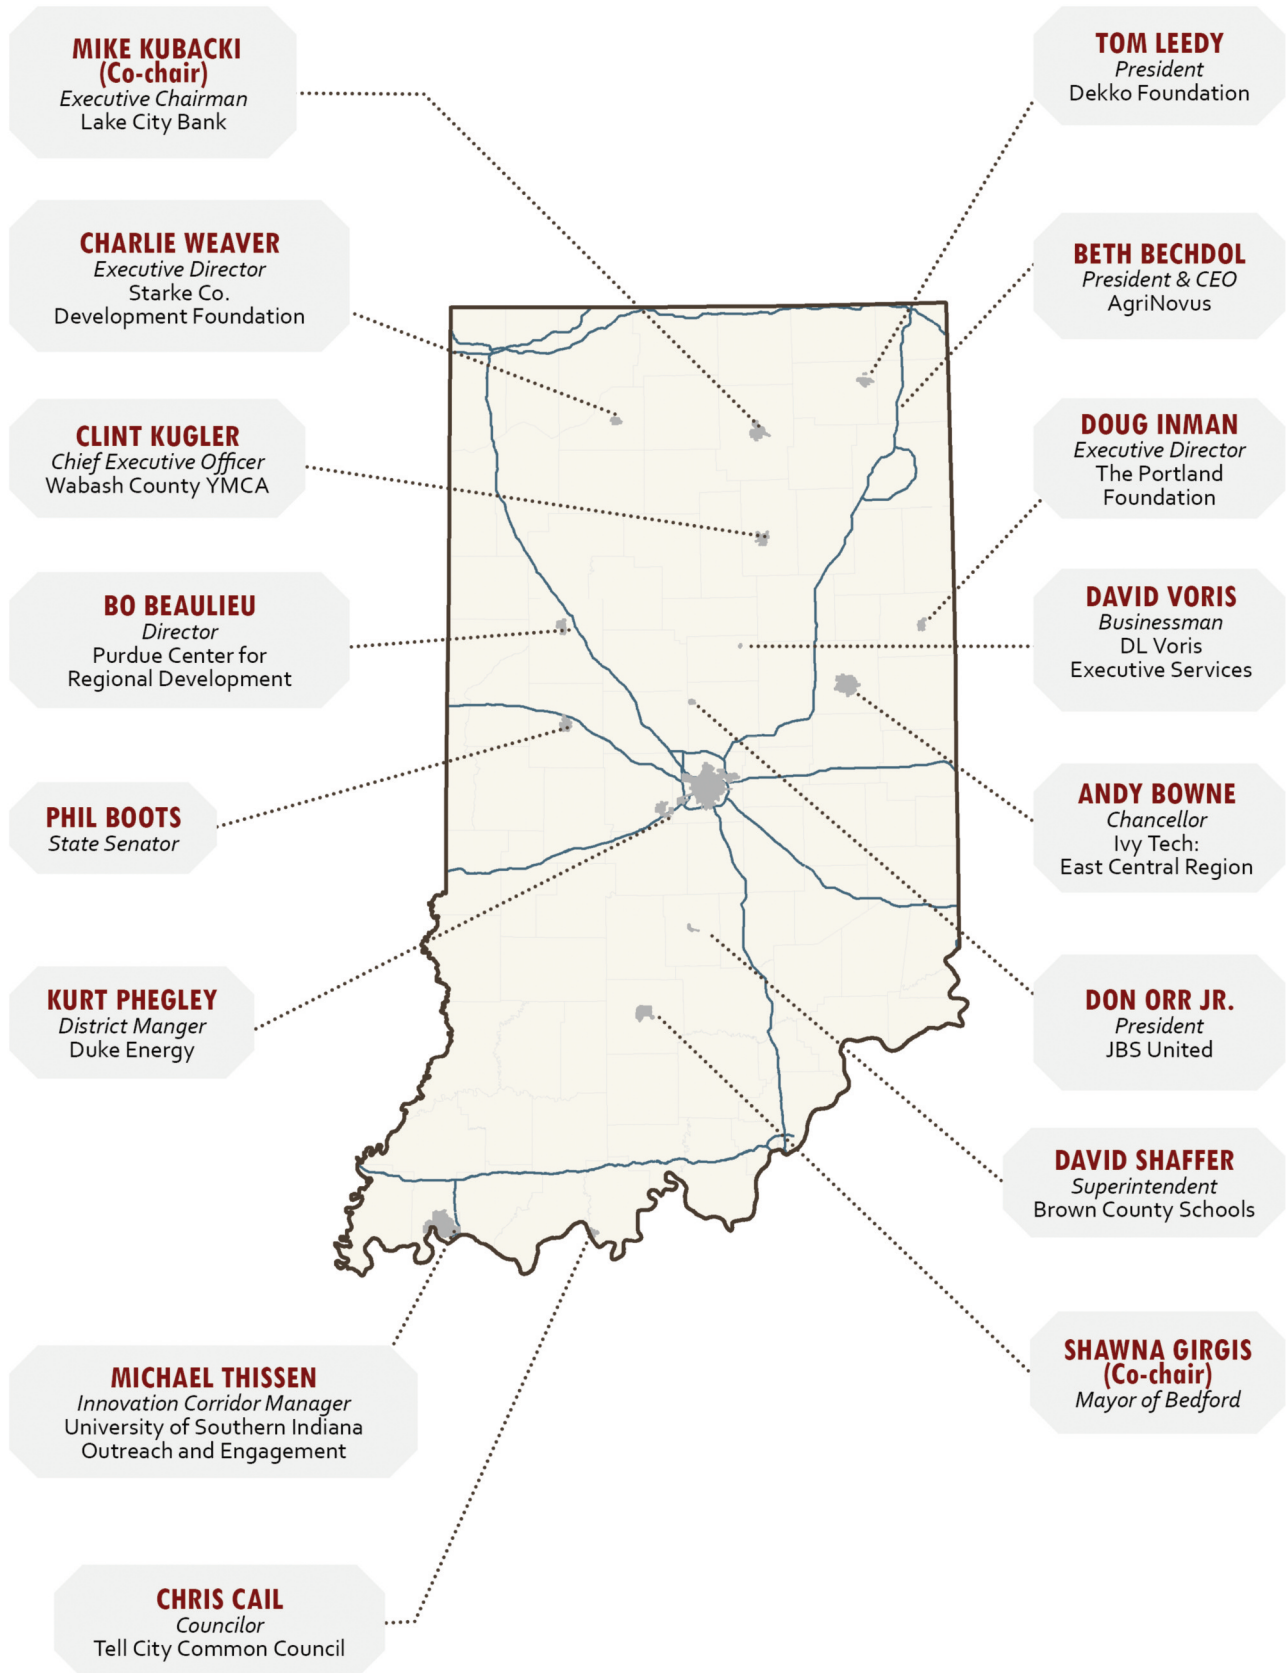 MIKE KUBACKI
(Co-chair)
Executive Chairman
Lake City Bank
CHARLIE WEAVER
Executive Director
Starke Co.
Development Foundation
CLINT KUGLER
Chief Executive Officer
Wabash County YMCA
BO BEAULIEU
Director
Purdue Center for
Regional Development
PHIL BOOTS
State Senator
KURT PHEGLEY
District Manger
Duke Energy
MICHAEL THISSEN
Innovation Corridor Manager
University of Southern Indiana
Outreach and Engagement
CHRIS CAIL
Councilor
Tell City Common Council
TOM LEEDY
President
Dekko Foundation
BETH BECHDOL
President & CEO
AgriNovus
DOUG INMAN
Executive Director
The Portland
Foundation
DAVID VORIS
Businessman
DL Voris
Executive Services
ANDY BOWNE
Chancellor
Ivy Tech:
East Central Region
DON ORR JR.
President
JBS United
DAVID SHAFFER
Superintendent
Brown County Schools
SHAWNA GIRGIS
(Co-chair)
Mayor of Bedford